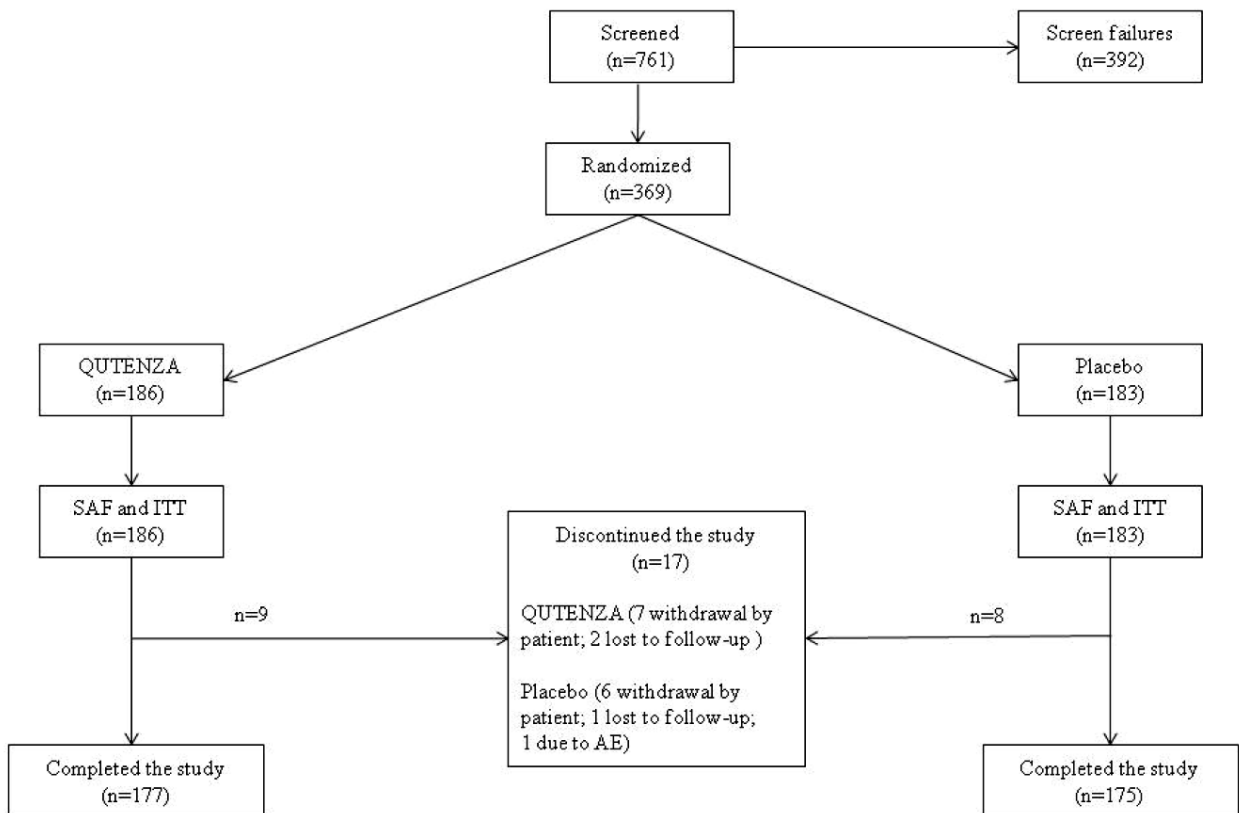 Screened
(n=761)
Screen failures
(n=392)
Randomized
(n=369)
QUTENZA
(n=186)
Placebo
(n=183)
SAF and ITT
(n=186)
SAF and ITT
(n=183)
Discontinued the study
(n=17)
QUTENZA (7 withdrawal by
patient; 2 lost to follow-up )
Placebo (6 withdrawal by
patient; 1 lost to follow-up;
1 due to AE)
n=9
n=8
Completed the study
(n=177)
Completed the study
(n=175)